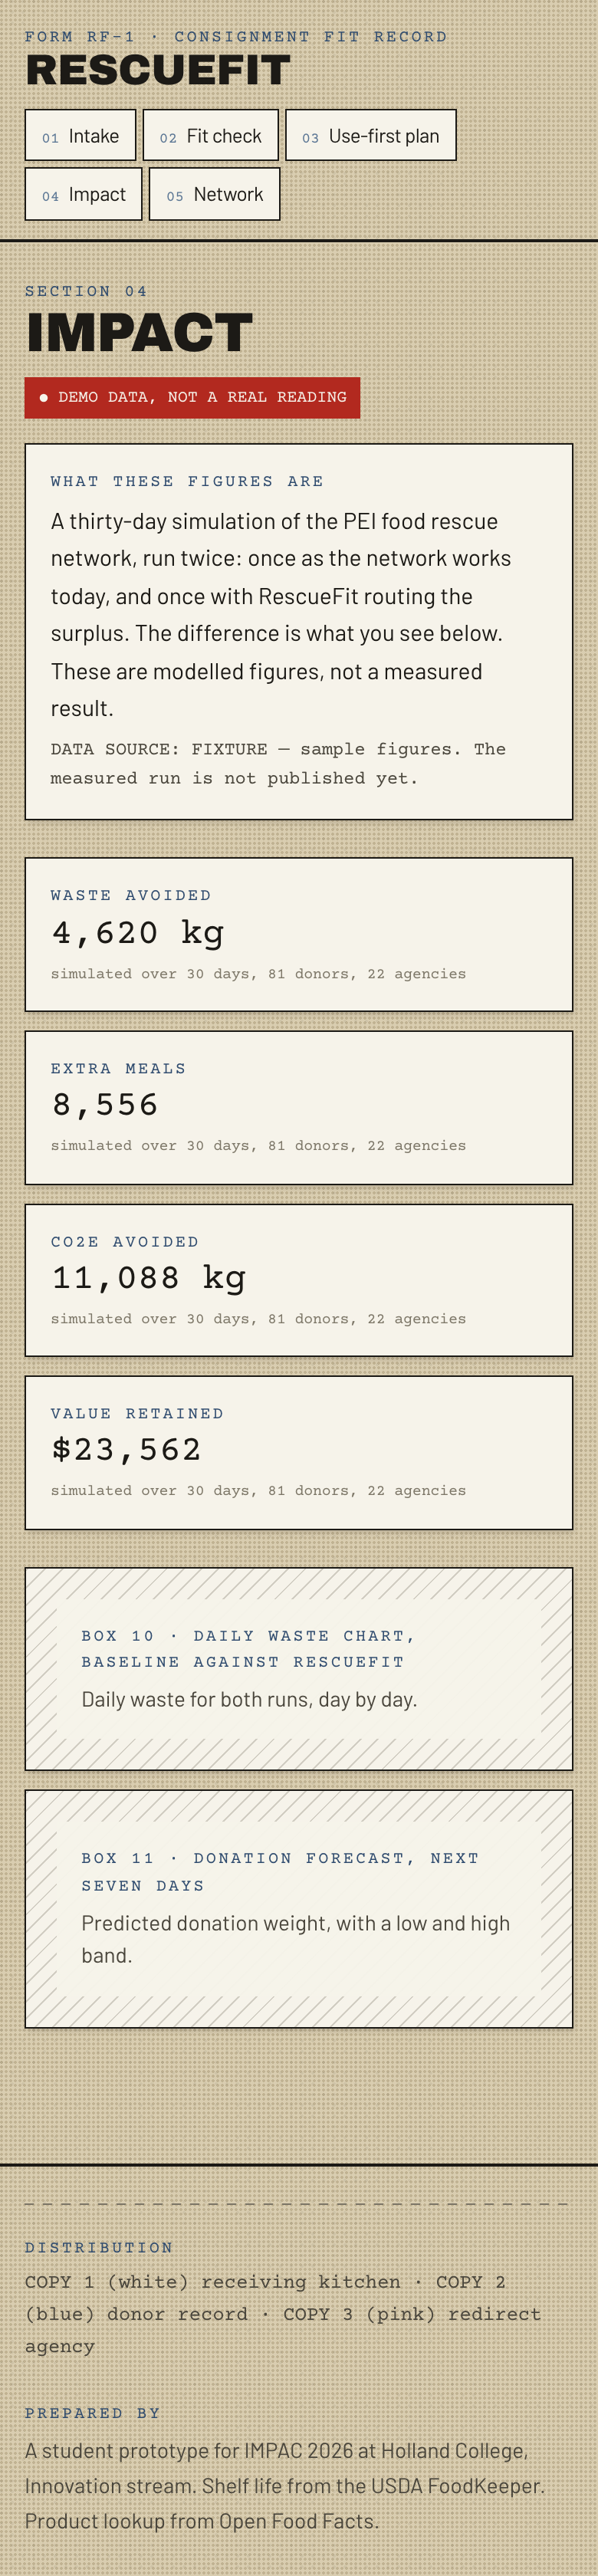 FORM RF-1 · CONSIGNMENT FIT RECORD
RESCUEFIT
01 Intake
02 Fit check
03 Use-first plan
04 Impact
05 Network
SECTION 04
IMPACT
● DEMO DATA, NOT A REAL READING
WHAT THESE FIGURES ARE
A thirty-day simulation of the PEI food rescue
network, run twice: once as the network works
today, and once with RescueFit routing the
surplus. The difference is what you see below.
These are modelled figures, not a measured
result.
DATA SOURCE: FIXTURE — sample figures. The
measured run is not published yet.
WASTE AVOIDED
4,620 kg
simulated over 30 days, 81 donors, 22 agencies
EXTRA MEALS
8,556
simulated over 30 days, 81 donors, 22 agencies
CO2E AVOIDED
11,088 kg
simulated over 30 days, 81 donors, 22 agencies
VALUE RETAINED
$23,562
simulated over 30 days, 81 donors, 22 agencies
BOX 10 · DAILY WASTE CHART,
BASELINE AGAINST RESCUEFIT
Daily waste for both runs, day by day.
BOX 11 · DONATION FORECAST, NEXT
SEVEN DAYS
Predicted donation weight, with a low and high
band.
DISTRIBUTION
COPY 1 (white) receiving kitchen · COPY 2
(blue) donor record · COPY 3 (pink) redirect
agency
PREPARED BY
A student prototype for IMPAC 2026 at Holland College,
Innovation stream. Shelf life from the USDA FoodKeeper.
Product lookup from Open Food Facts.